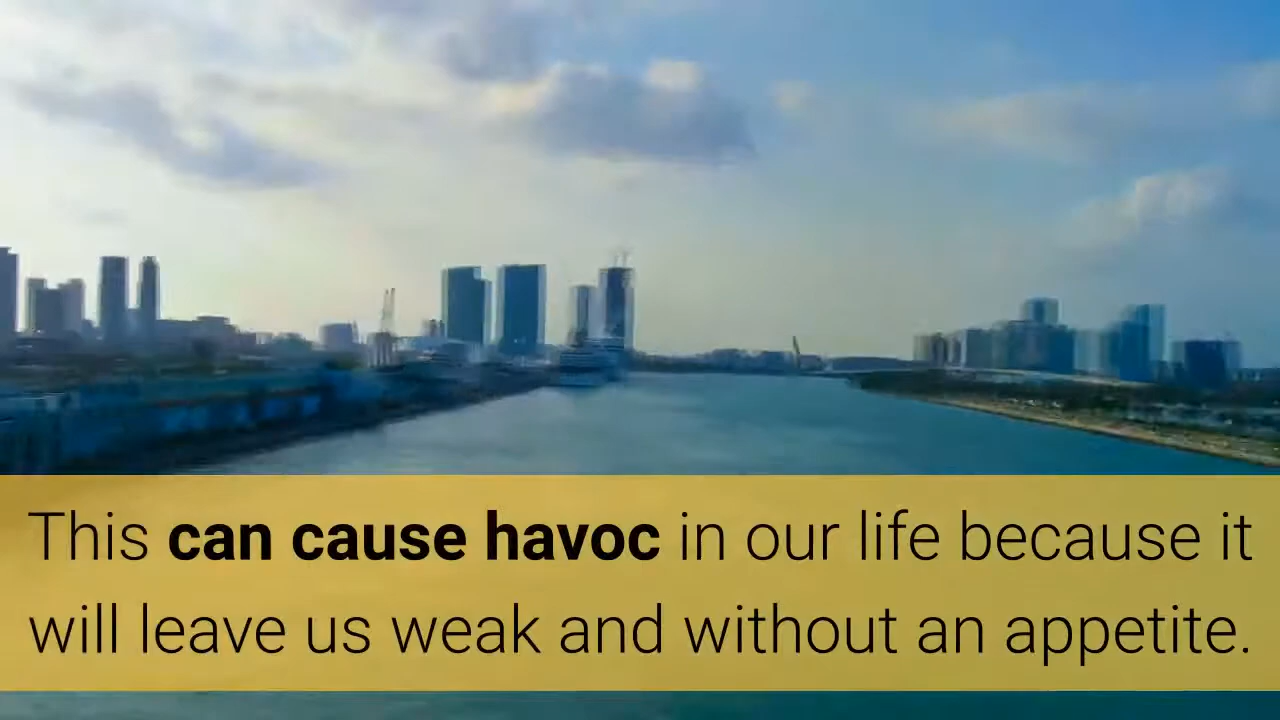 This can cause havoc in our life because it
will leave us weak and without an appetite.